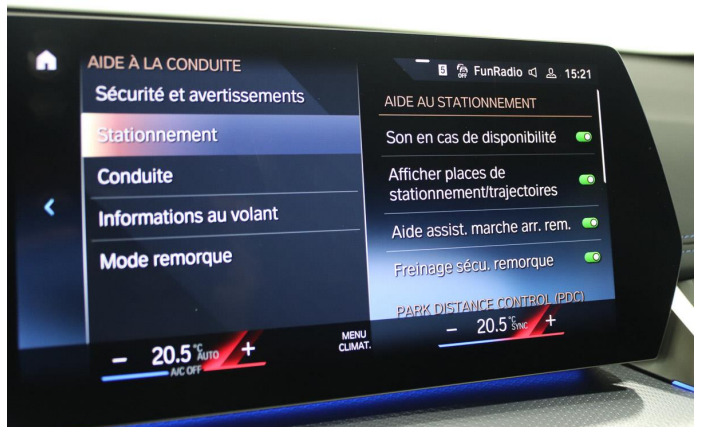 AIDE À LA CONDUITE
Sécurité et avertissements
Stationnement
Conduite
Informations au volant
Mode remorque
5 OFF FunRadio 15:21
AIDE AU STATIONNEMENT
Son en cas de disponibilité
Afficher places de
stationnement/trajectoires
Aide assist. marche arr. rem.
Freinage sécu. remorque
PARK DISTANCE CONTROL (PDC)
− 20.5 °C AUTO +
A/C OFF
MENU
CLIMAT.
− 20.5 °C SYNC +